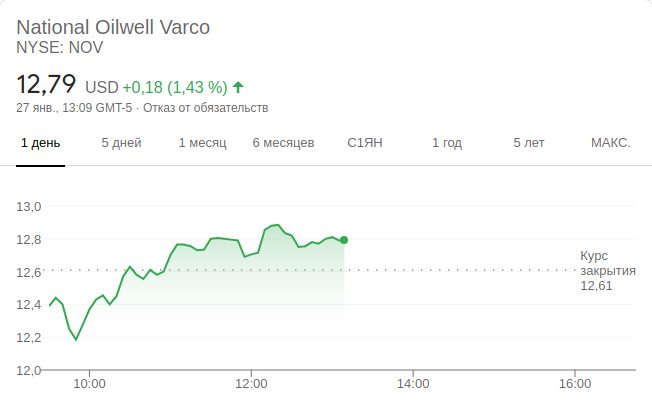 National Oilwell Varco
NYSE: NOV
12,79 USD +0,18 (1,43 %)
27 янв., 13:09 GMT-5 · Отказ от обязательств
1 день 5 дней 1 месяц 6 месяцев С1ЯН 1 год 5 лет МАКС.
13,0
12,8
12,6
12,4
12,2
12,0
Курс
закрытия
12,61
10:00 12:00 14:00 16:00